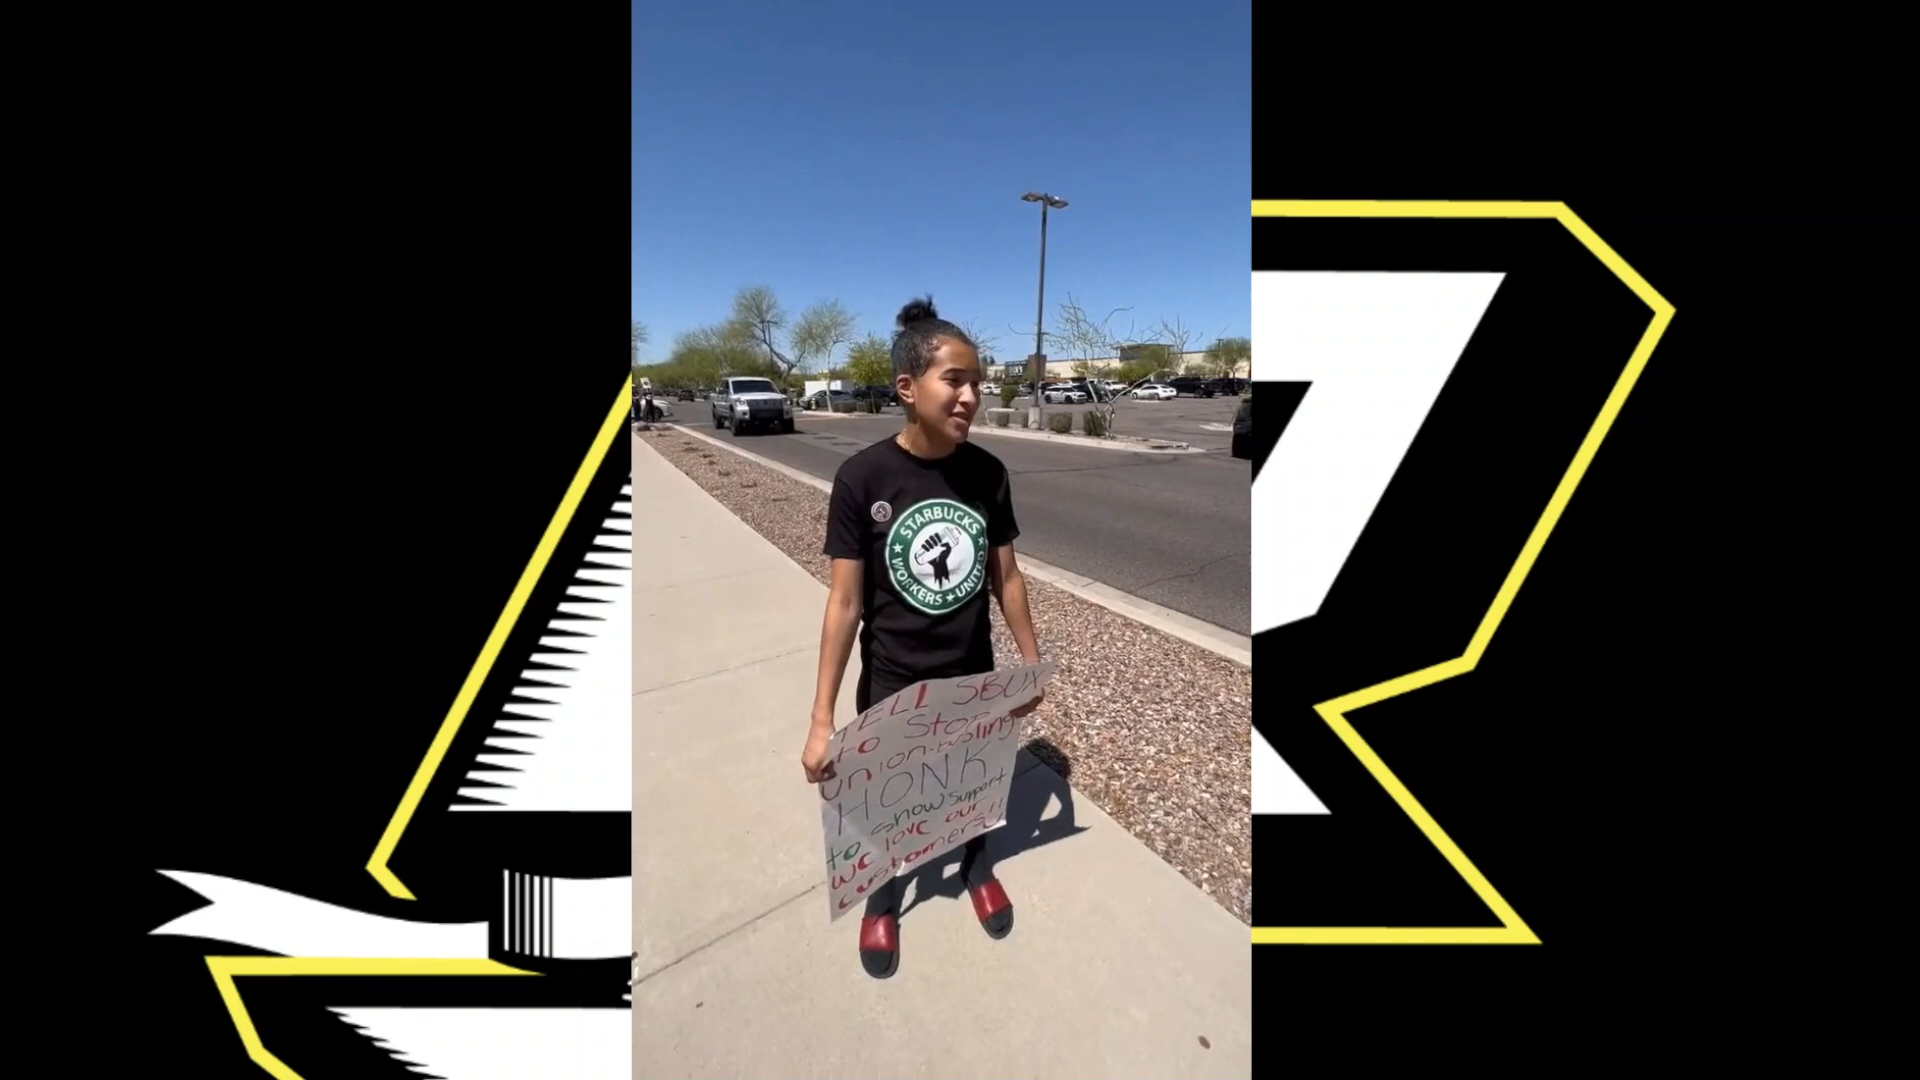 STARBUCKS
WORKERS UNITED
TELL SBUX
to Stop
union-busting
HONK
to show support
we love our
customers!!